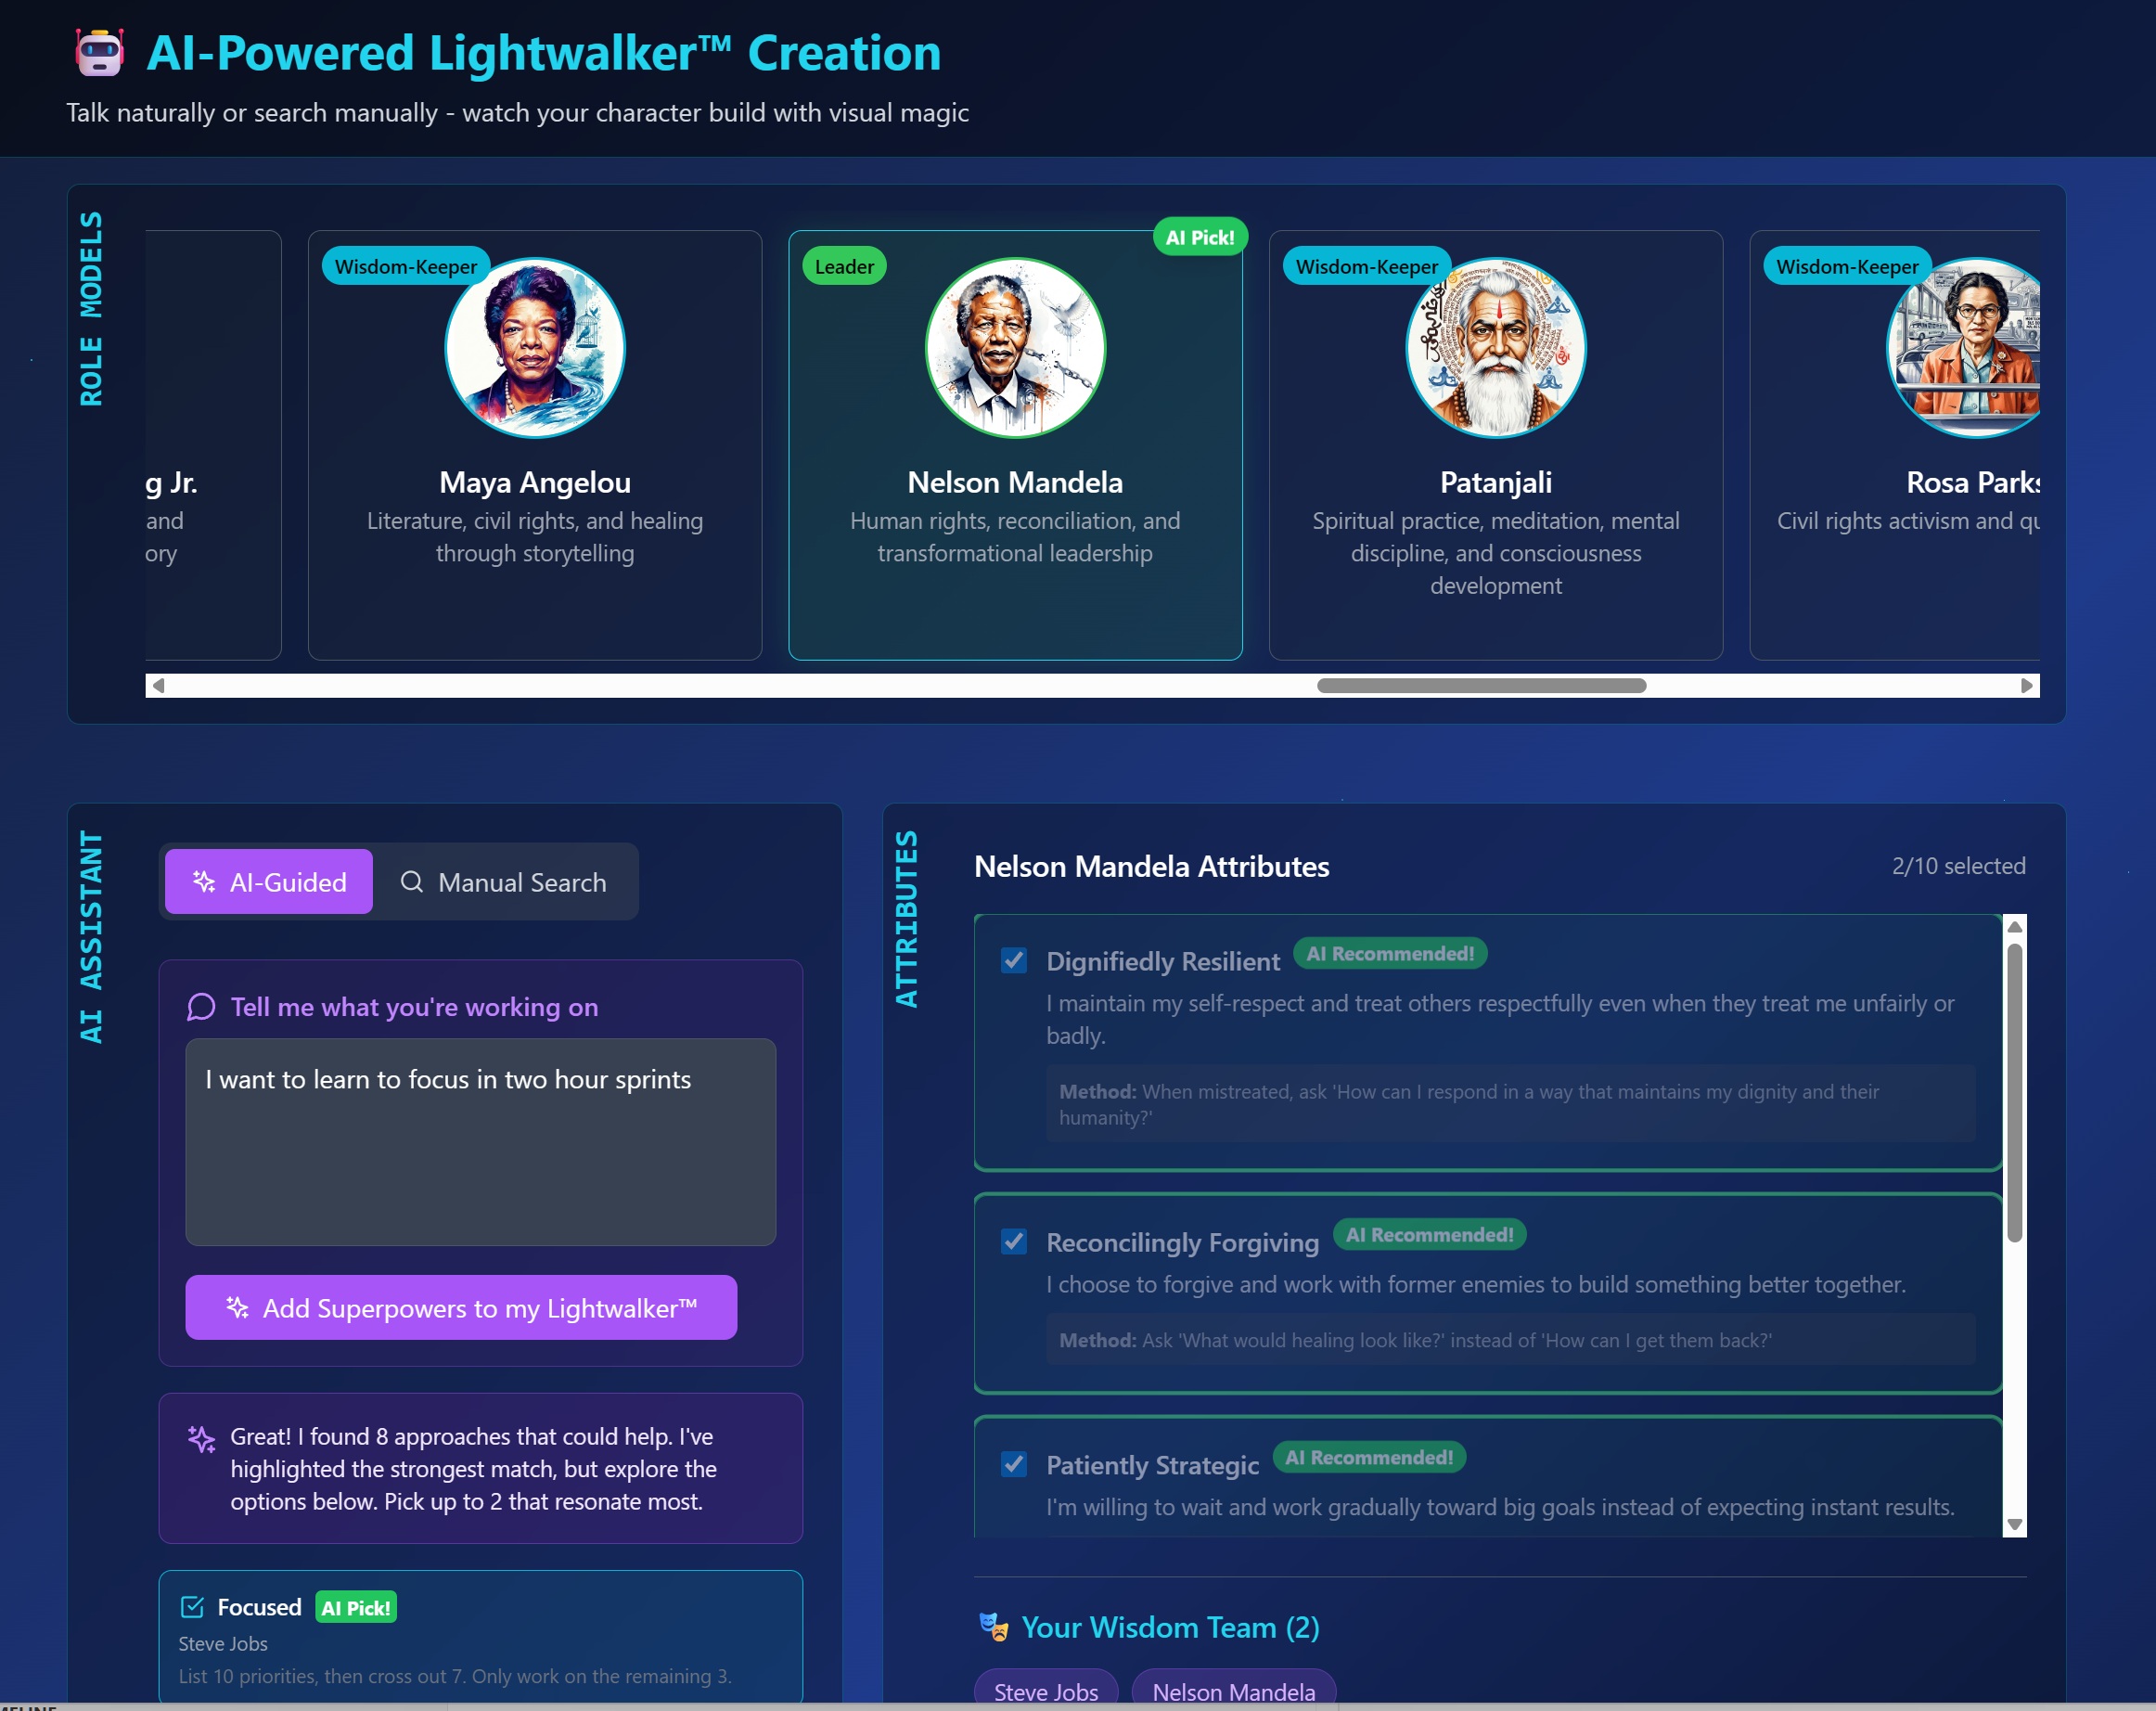 AI-Powered Lightwalker™ Creation
Talk naturally or search manually - watch your character build with visual magic
ROLE MODELS
g Jr.
and
ory
Wisdom-Keeper
Maya Angelou
Literature, civil rights, and healing
through storytelling
Leader
AI Pick!
Nelson Mandela
Human rights, reconciliation, and
transformational leadership
Wisdom-Keeper
Patanjali
Spiritual practice, meditation, mental
discipline, and consciousness
development
Wisdom-Keeper
Rosa Parks
Civil rights activism and qu
AI ASSISTANT
AI-Guided
Manual Search
Tell me what you're working on
I want to learn to focus in two hour sprints
Add Superpowers to my Lightwalker™
Great! I found 8 approaches that could help. I've
highlighted the strongest match, but explore the
options below. Pick up to 2 that resonate most.
Focused AI Pick!
Steve Jobs
List 10 priorities, then cross out 7. Only work on the remaining 3.
ATTRIBUTES
Nelson Mandela Attributes
2/10 selected
Dignifiedly Resilient AI Recommended!
I maintain my self-respect and treat others respectfully even when they treat me unfairly or
badly.
Method: When mistreated, ask 'How can I respond in a way that maintains my dignity and their
humanity?'
Reconcilingly Forgiving AI Recommended!
I choose to forgive and work with former enemies to build something better together.
Method: Ask 'What would healing look like?' instead of 'How can I get them back?'
Patiently Strategic AI Recommended!
I'm willing to wait and work gradually toward big goals instead of expecting instant results.
Your Wisdom Team (2)
Steve Jobs
Nelson Mandela